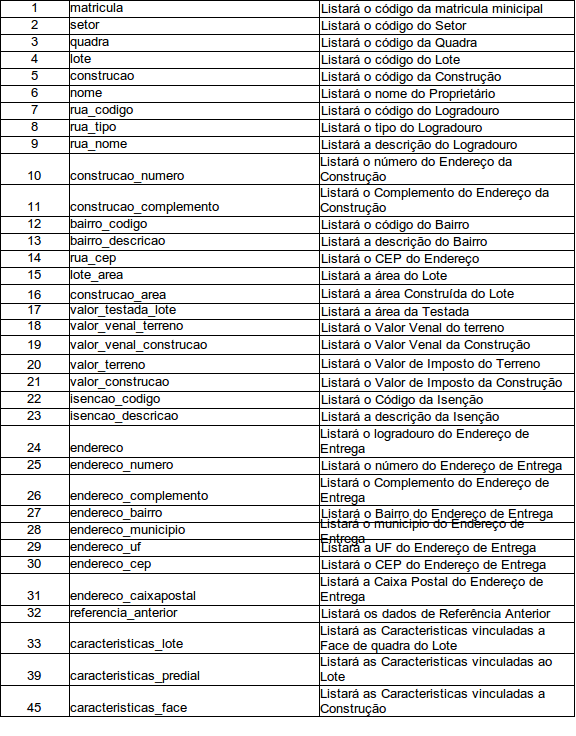 1 matricula Listará o código da matricula minicipal
2 setor Listará o código do Setor
3 quadra Listará o código da Quadra
4 lote Listará o código do Lote
5 construcao Listará o código da Construção
6 nome Listará o nome do Proprietário
7 rua_codigo Listará o código do Logradouro
8 rua_tipo Listará o tipo do Logradouro
9 rua_nome Listará a descrição do Logradouro
10 construcao_numero Listará o número do Endereço da
Construção
11 construcao_complemento Listará o Complemento do Endereço da
Construção
12 bairro_codigo Listará o código do Bairro
13 bairro_descricao Listará a descrição do Bairro
14 rua_cep Listará o CEP do Endereço
15 lote_area Listará a área do Lote
16 construcao_area Listará a área Construída do Lote
17 valor_testada_lote Listará a área da Testada
18 valor_venal_terreno Listará o Valor Venal do terreno
19 valor_venal_construcao Listará o Valor Venal da Construção
20 valor_terreno Listará o Valor de Imposto do Terreno
21 valor_construcao Listará o Valor de Imposto da Construção
22 isencao_codigo Listará o Código da Isenção
23 isencao_descricao Listará a descrição da Isenção
24 endereco Listará o logradouro do Endereço de
Entrega
25 endereco_numero Listará o número do Endereço de Entrega
26 endereco_complemento Listará o Complemento do Endereço de
Entrega
27 endereco_bairro Listará o Bairro do Endereço de Entrega
28 endereco_municipio Listará o municipio do Endereço de
Entrega
29 endereco_uf Listará a UF do Endereço de Entrega
30 endereco_cep Listará o CEP do Endereço de Entrega
31 endereco_caixapostal Listará a Caixa Postal do Endereço de
Entrega
32 referencia_anterior Listará os dados de Referência Anterior
33 caracteristicas_lote Listará as Caracteristicas vinculadas a
Face de quadra do Lote
39 caracteristicas_predial Listará as Caracteristicas vinculadas ao
Lote
45 caracteristicas_face Listará as Caracteristicas vinculadas a
Construção